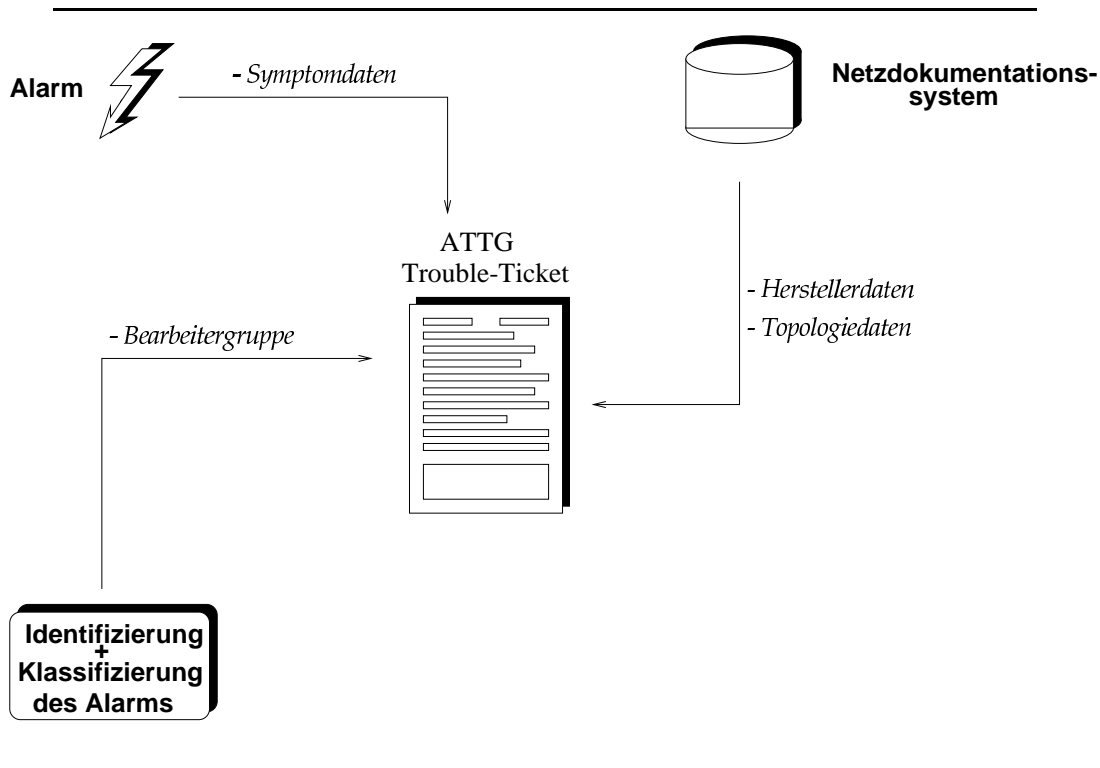 Alarm
- Symptomdaten
Netzdokumentations-
system
ATTG
Trouble-Ticket
- Herstellerdaten
- Topologiedaten
- Bearbeitergruppe
Identifizierung
+
Klassifizierung
des Alarms